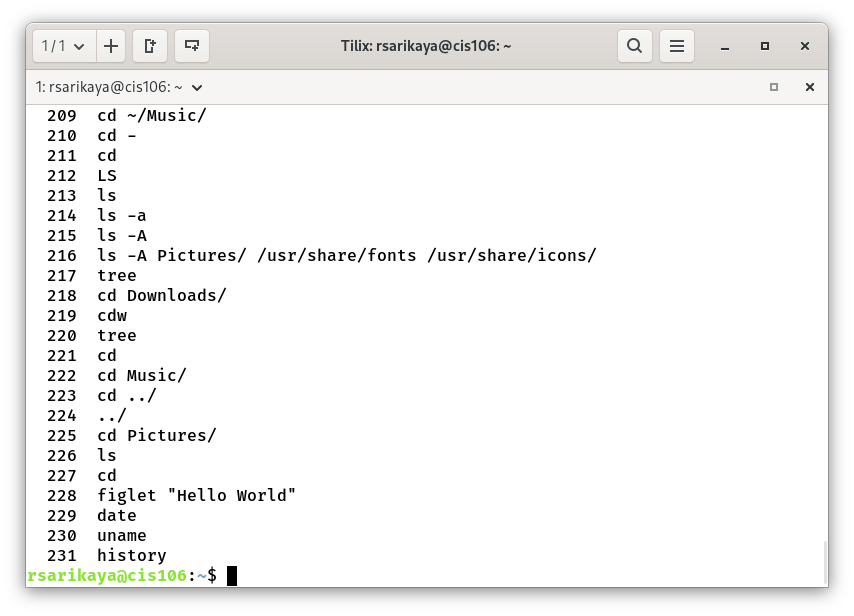 1 / 1
Tilix: rsarikaya@cis106: ~
1: rsarikaya@cis106: ~
209  cd ~/Music/
210  cd -
211  cd
212  LS
213  ls
214  ls -a
215  ls -A
216  ls -A Pictures/ /usr/share/fonts /usr/share/icons/
217  tree
218  cd Downloads/
219  cdw
220  tree
221  cd
222  cd Music/
223  cd ../
224  ../
225  cd Pictures/
226  ls
227  cd
228  figlet "Hello World"
229  date
230  uname
231  history
rsarikaya@cis106:~$